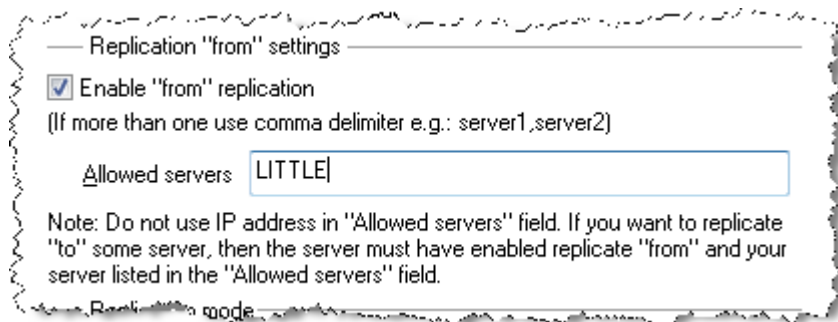 Replication "from" settings
Enable "from" replication
(If more than one use comma delimiter e.g.: server1,server2)
Allowed servers LITTLE
Note: Do not use IP address in "Allowed servers" field. If you want to replicate
"to" some server, then the server must have enabled replicate "from" and your
server listed in the "Allowed servers" field.
mode